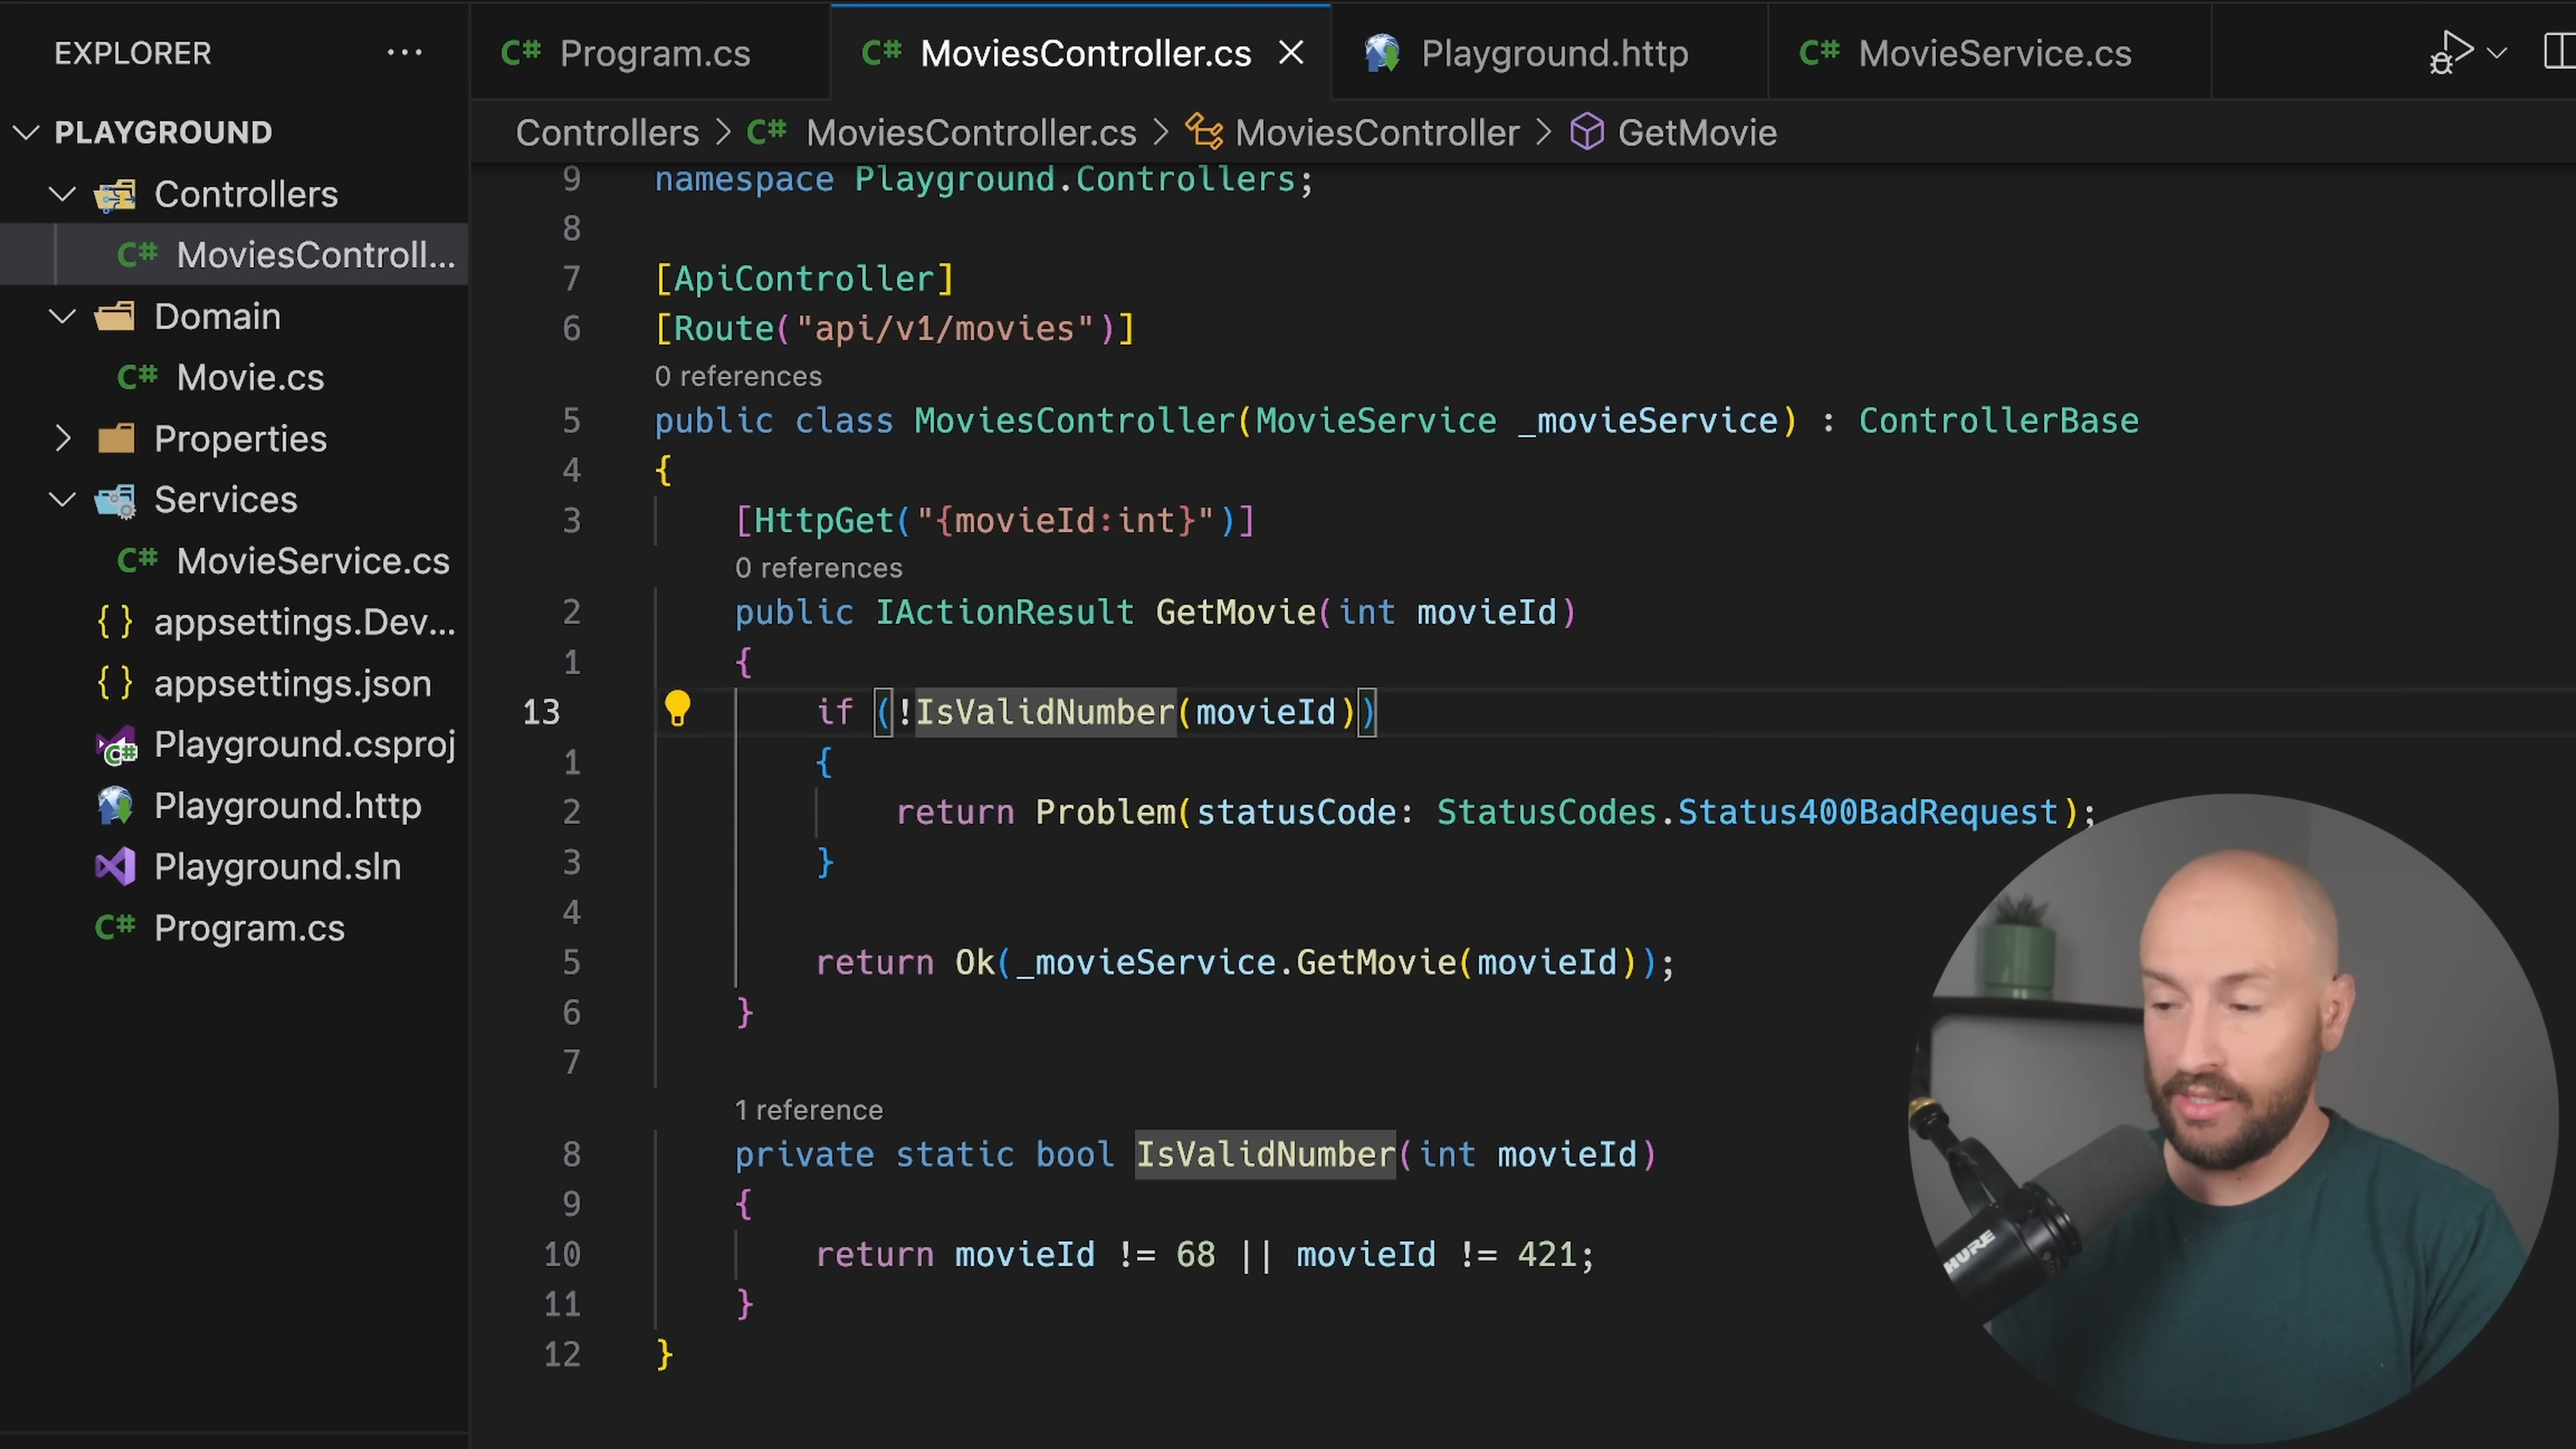 EXPLORER ...
PLAYGROUND
Controllers
C# MoviesControll...
Domain
C# Movie.cs
Properties
Services
C# MovieService.cs
{} appsettings.Dev...
{} appsettings.json
C# Playground.csproj
Playground.http
Playground.sln
C# Program.cs
C# Program.cs
C# MoviesController.cs
Playground.http
C# MovieService.cs
Controllers > C# MoviesController.cs > MoviesController > GetMovie
9 namespace Playground.Controllers;
8
7 [ApiController]
6 [Route("api/v1/movies")]
0 references
5 public class MoviesController(MovieService _movieService) : ControllerBase
4 {
3 [HttpGet("{movieId:int}")]
0 references
2 public IActionResult GetMovie(int movieId)
1 {
13 if (!IsValidNumber(movieId))
1 {
2 return Problem(statusCode: StatusCodes.Status400BadRequest);
3 }
4
5 return Ok(_movieService.GetMovie(movieId));
6 }
7
1 reference
8 private static bool IsValidNumber(int movieId)
9 {
10 return movieId != 68 || movieId != 421;
11 }
12 }
SHURE